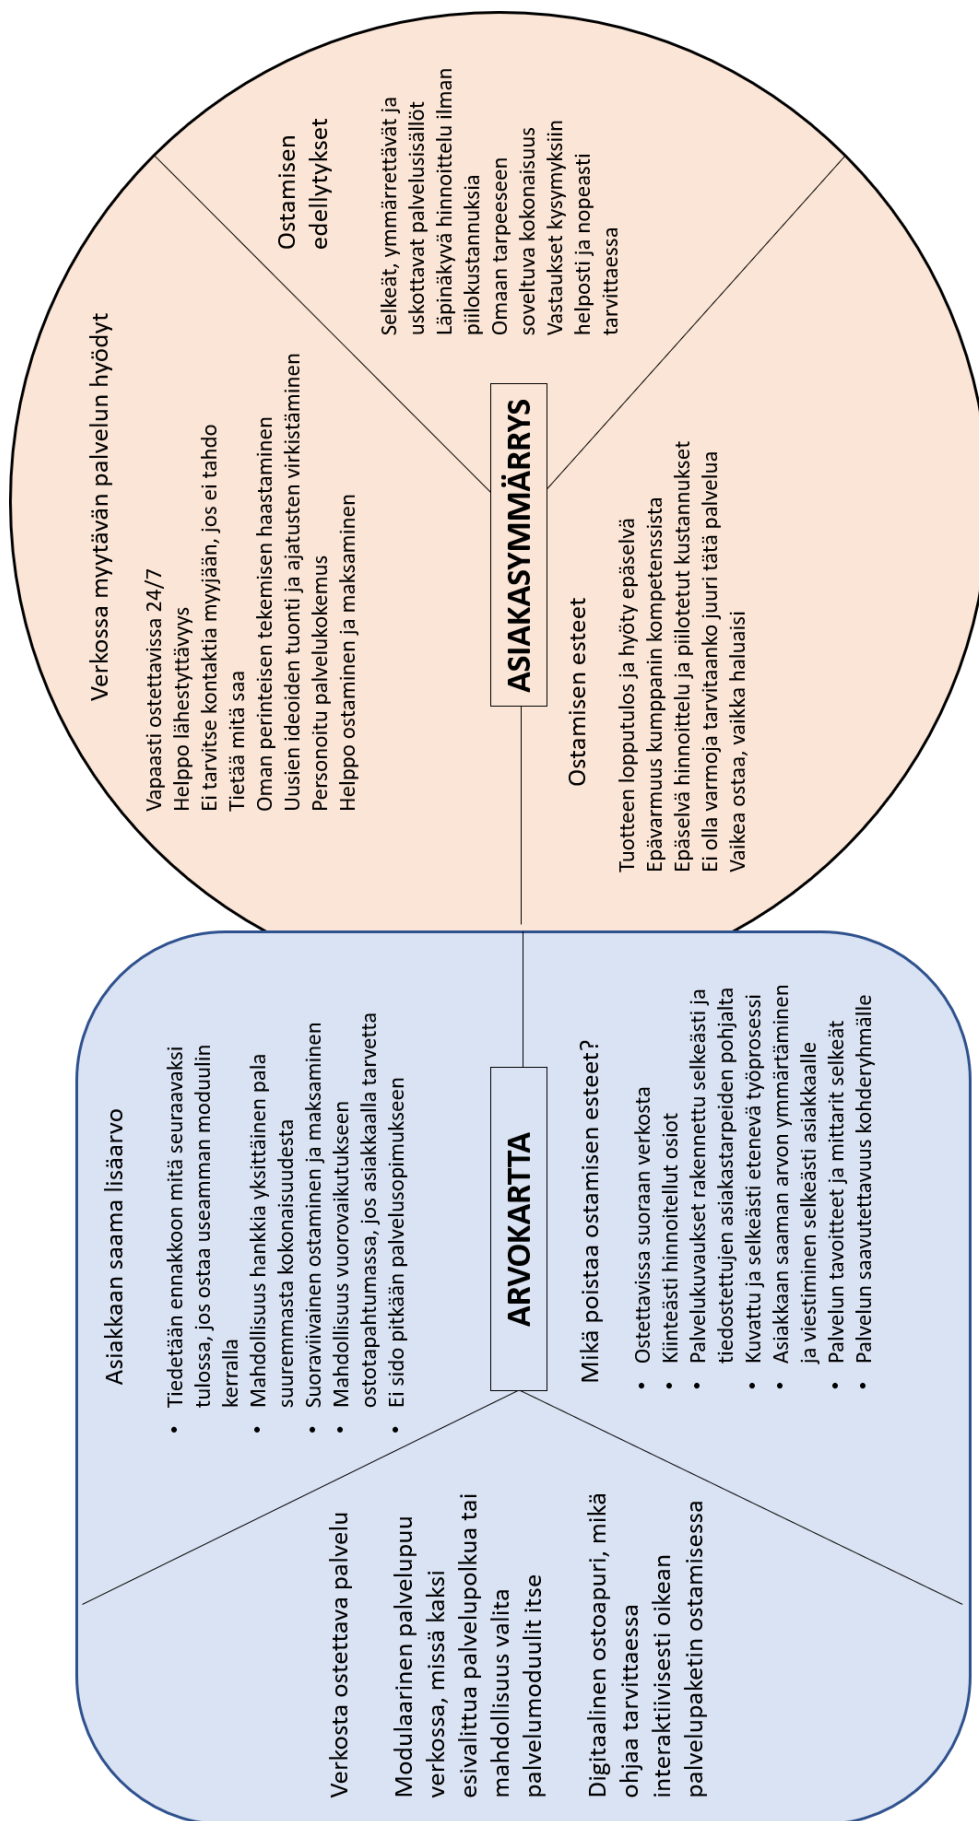 Verkosta ostettava palvelu
Modulaarinen palvelupuu
verkossa, missä kaksi
esivalittua palvelupolkua tai
mahdollisuus valita
palvelumoduulit itse
Digitaalinen ostoapuri, mikä
ohjaa tarvittaessa
interaktiivisesti oikean
palvelupaketin ostamisessa
Asiakkaan saama lisäarvo
• Tiedetään ennakkoon mitä seuraavaksi
tulossa, jos ostaa useamman moduulin
kerralla
• Mahdollisuus hankkia yksittäinen pala
suuremmasta kokonaisuudesta
• Suoraviivainen ostaminen ja maksaminen
• Mahdollisuus vuorovaikutukseen
ostotapahtumassa, jos asiakkaalla tarvetta
• Ei sido pitkään palvelusopimukseen
ARVOKARTTA
Mikä poistaa ostamisen esteet?
• Ostettavissa suoraan verkosta
• Kiinteästi hinnoitellut osiot
• Palvelukuvaukset rakennettu selkeästi ja
tiedostettujen asiakastarpeiden pohjalta
• Kuvattu ja selkeästi etenevä työprosessi
• Asiakkaan saaman arvon ymmärtäminen
ja viestiminen selkeästi asiakkaalle
• Palvelun tavoitteet ja mittarit selkeät
• Palvelun saavutettavuus kohderyhmälle
Verkossa myytävän palvelun hyödyt
Vapaasti ostettavissa 24/7
Helppo lähestyttävyys
Ei tarvitse kontaktia myyjään, jos ei tahdo
Tietää mitä saa
Oman perinteisen tekemisen haastaminen
Uusien ideoiden tuonti ja ajatusten virkistäminen
Personoitu palvelukokemus
Helppo ostaminen ja maksaminen
ASIAKASYMMÄRRYS
Ostamisen esteet
Tuotteen lopputulos ja hyöty epäselvä
Epävarmuus kumppanin kompetenssista
Epäselvä hinnoittelu ja piilotetut kustannukset
Ei olla varmoja tarvitaanko juuri tätä palvelua
Vaikea ostaa, vaikka haluaisi
Ostamisen
edellytykset
Selkeät, ymmärrettävät ja
uskottavat palvelusisällöt
Läpinäkyvä hinnoittelu ilman
piilokustannuksia
Omaan tarpeeseen
soveltuva kokonaisuus
Vastaukset kysymyksiin
helposti ja nopeasti
tarvittaessa